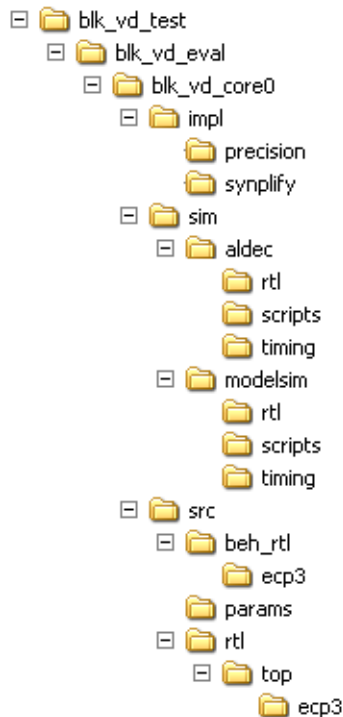 blk_vd_test
blk_vd_eval
blk_vd_core0
impl
precision
synplify
sim
aldec
rtl
scripts
timing
modelsim
rtl
scripts
timing
src
beh_rtl
ecp3
params
rtl
top
ecp3